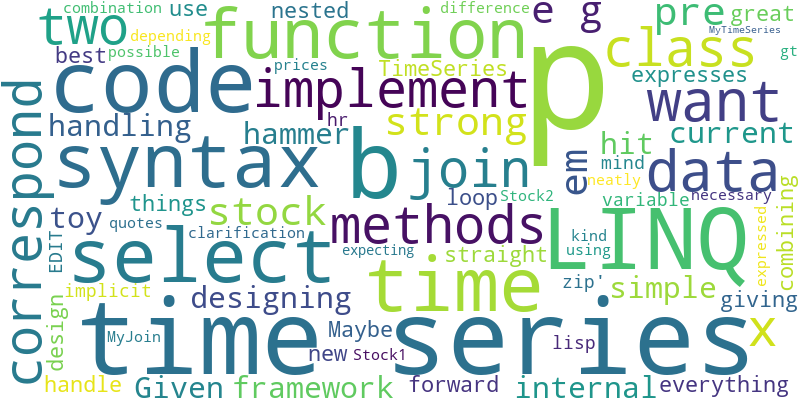 combination use nested difference e g pre great
two function MyTimeSeries
depending
best possible prices TimeSeries class gt
code implement expresses
hr strong want
handling hammer hit current
correspond syntax b join em mind data
p
neatly
things loop Stock2 variable necessary
toy stock methods LINQ
quotes clarification straight kind expressed combining
EDIT select expecting time using
zip' simple
design implicit designing giving
time series x
MyJoin Maybe lisp
new Stock1
handle Given framework forward internal everything